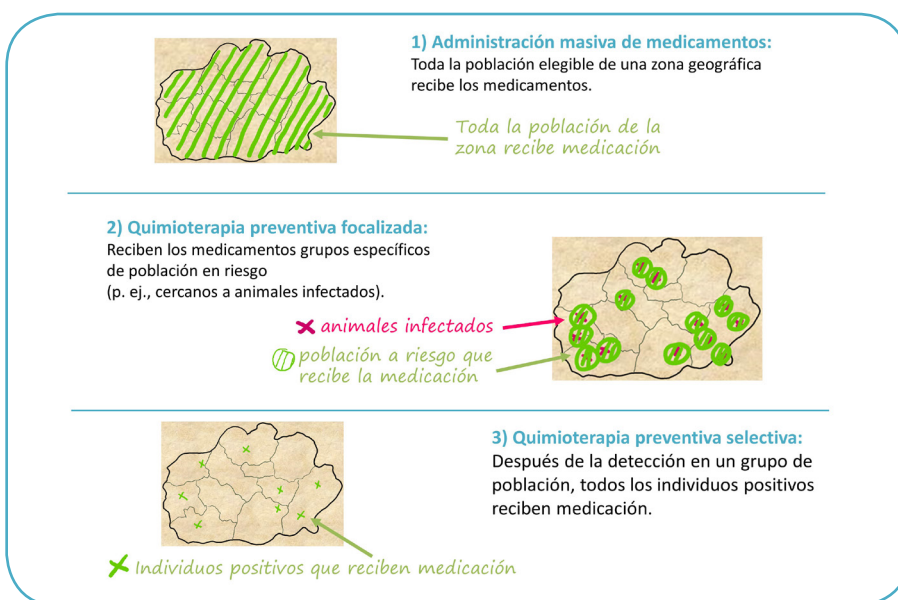 1) Administración masiva de medicamentos:
Toda la población elegible de una zona geográfica
recibe los medicamentos.
Toda la población de la
zona recibe medicación
2) Quimioterapia preventiva focalizada:
Reciben los medicamentos grupos específicos
de población en riesgo
(p. ej., cercanos a animales infectados).
animales infectados
población a riesgo que
recibe la medicación
3) Quimioterapia preventiva selectiva:
Después de la detección en un grupo de
población, todos los individuos positivos
reciben medicación.
Individuos positivos que reciben medicación